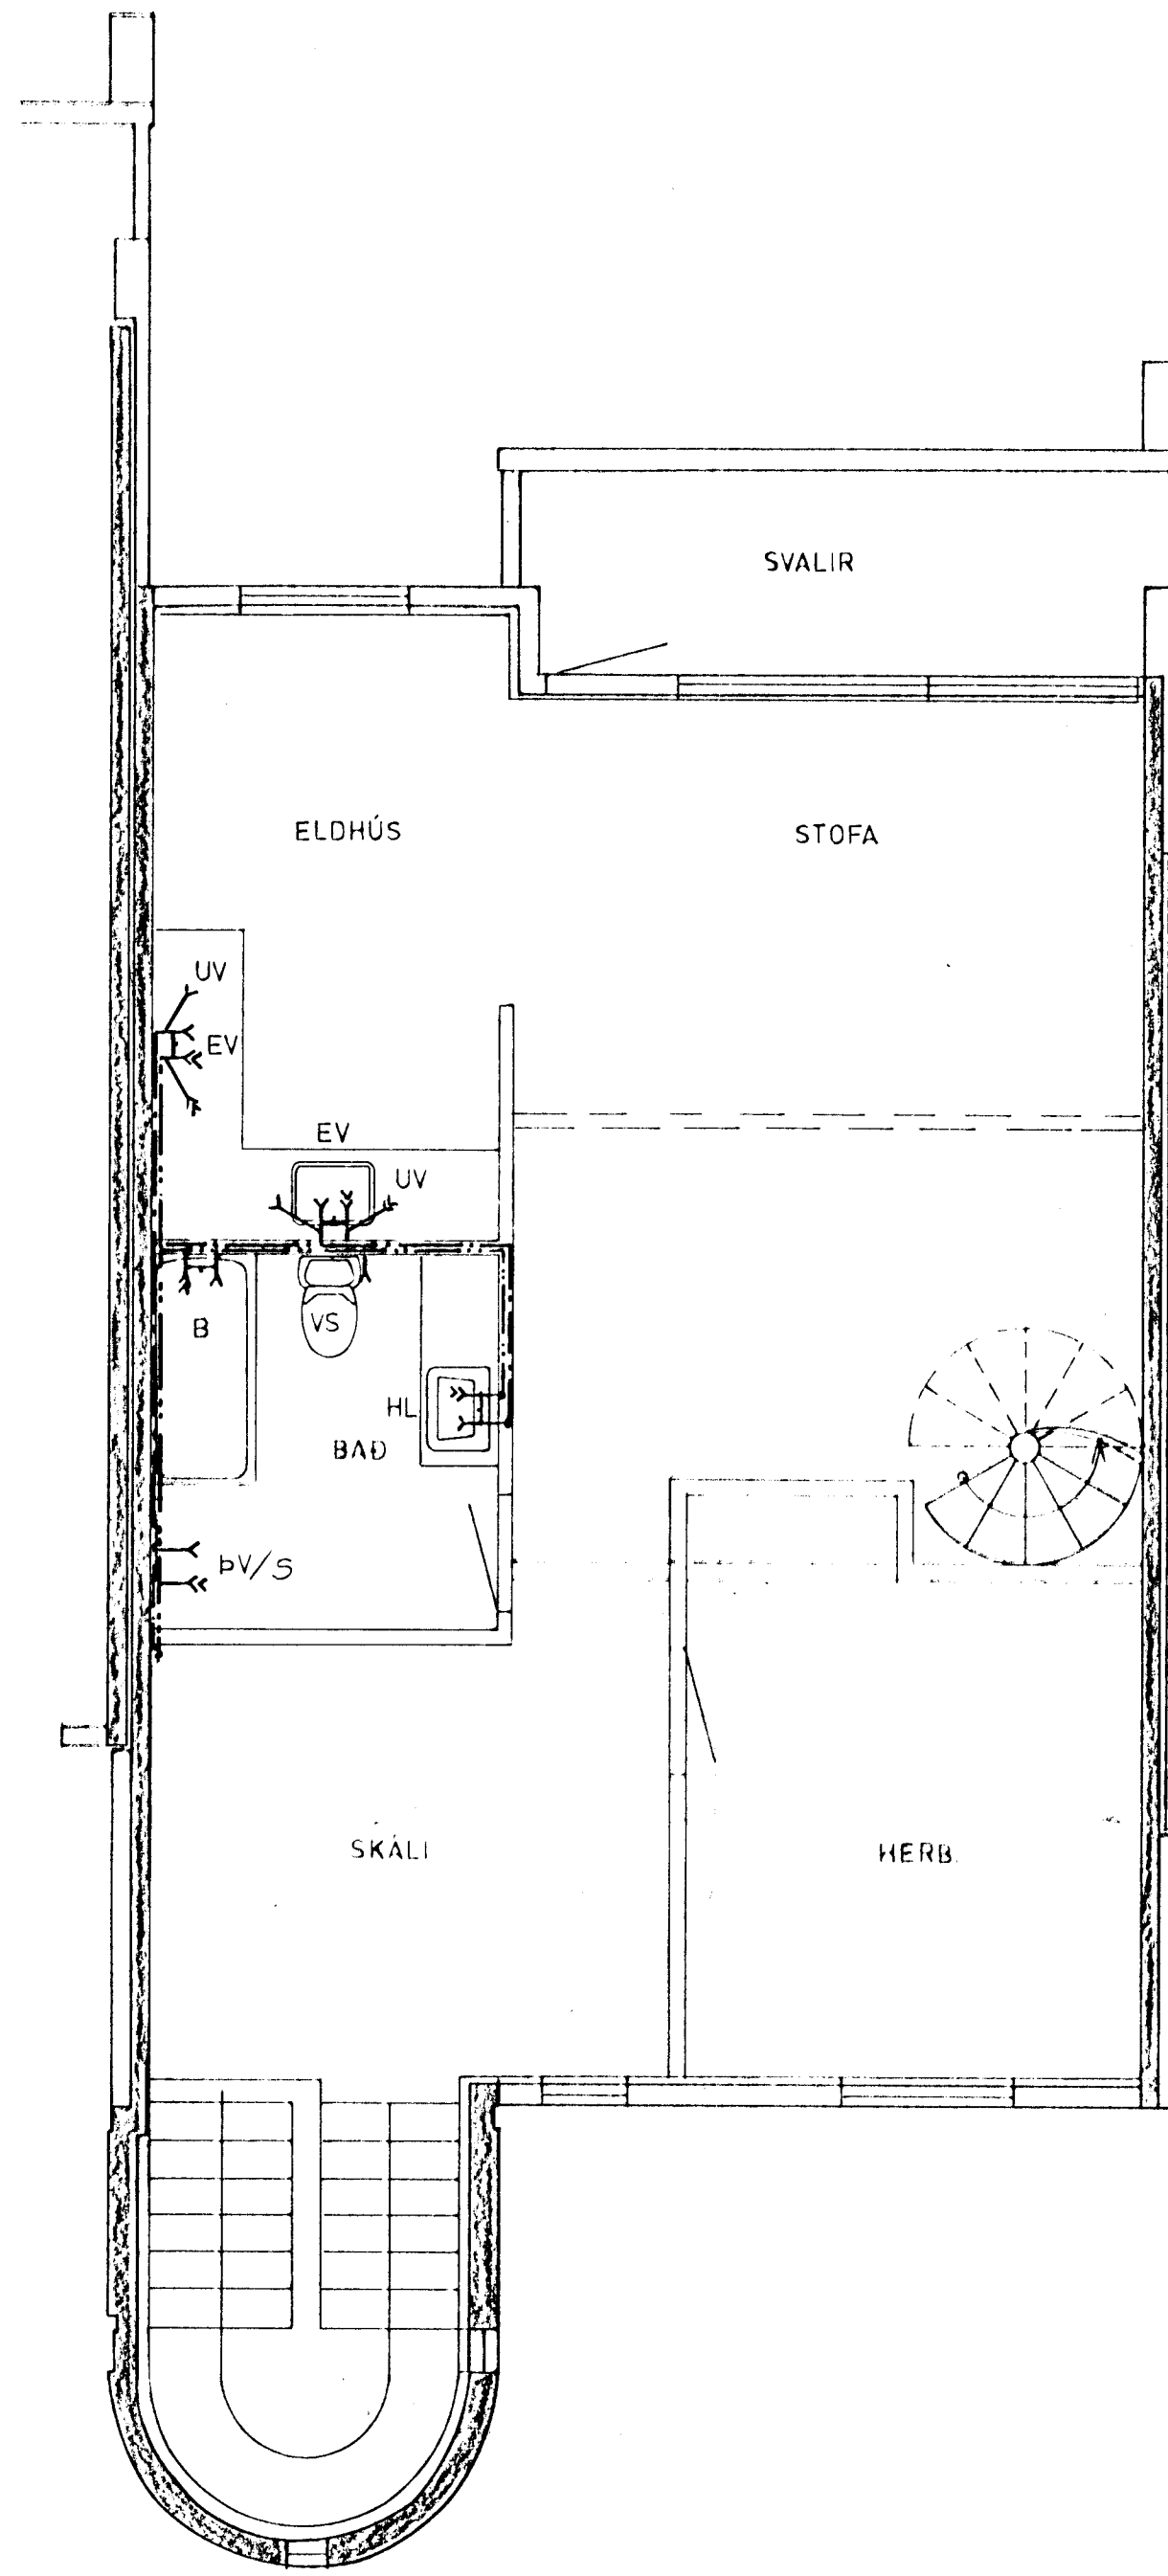 SVALIR
ELDHÚS
STOFA
UV
EV
EV
UV
B
VS
HL
BAÐ
ÞV/S
SKÁLI
HERB.